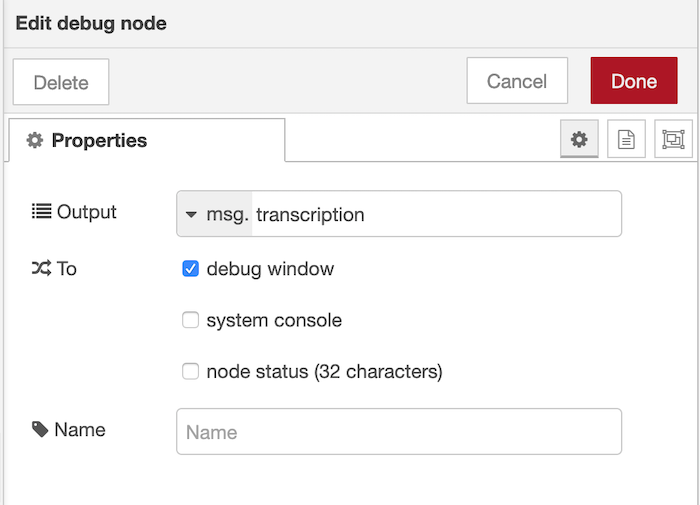 Edit debug node
Delete
Cancel
Done
Properties
Output
msg. transcription
To
debug window
system console
node status (32 characters)
Name
Name